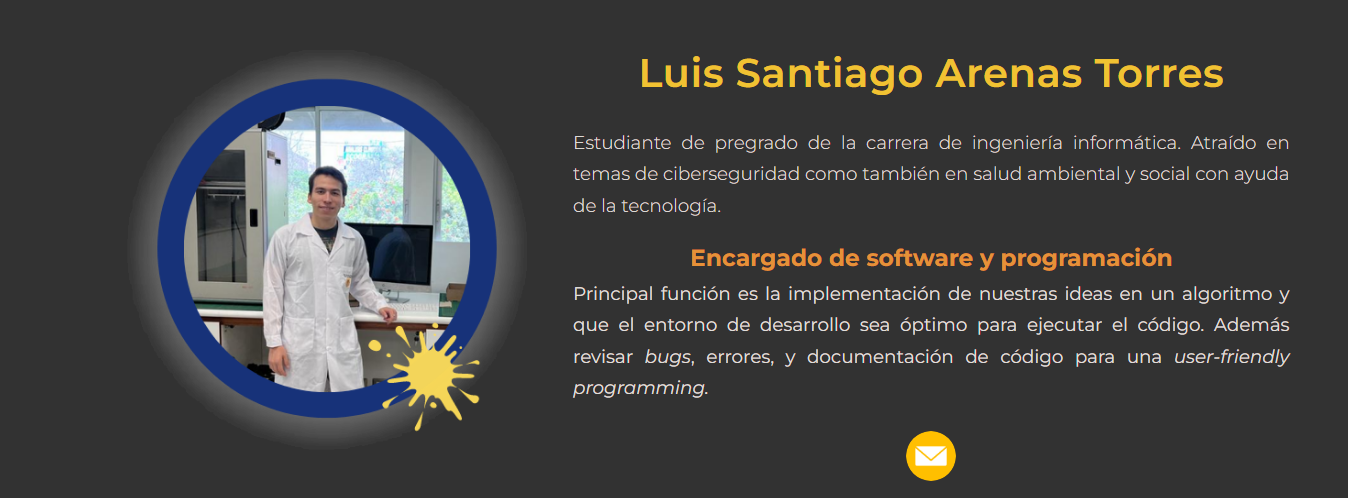 Luis Santiago Arenas Torres
Estudiante de pregrado de la carrera de ingeniería informática. Atraído en
temas de ciberseguridad como también en salud ambiental y social con ayuda
de la tecnología.
Encargado de software y programación
Principal función es la implementación de nuestras ideas en un algoritmo y
que el entorno de desarrollo sea óptimo para ejecutar el código. Además
revisar bugs, errores, y documentación de código para una user-friendly
programming.